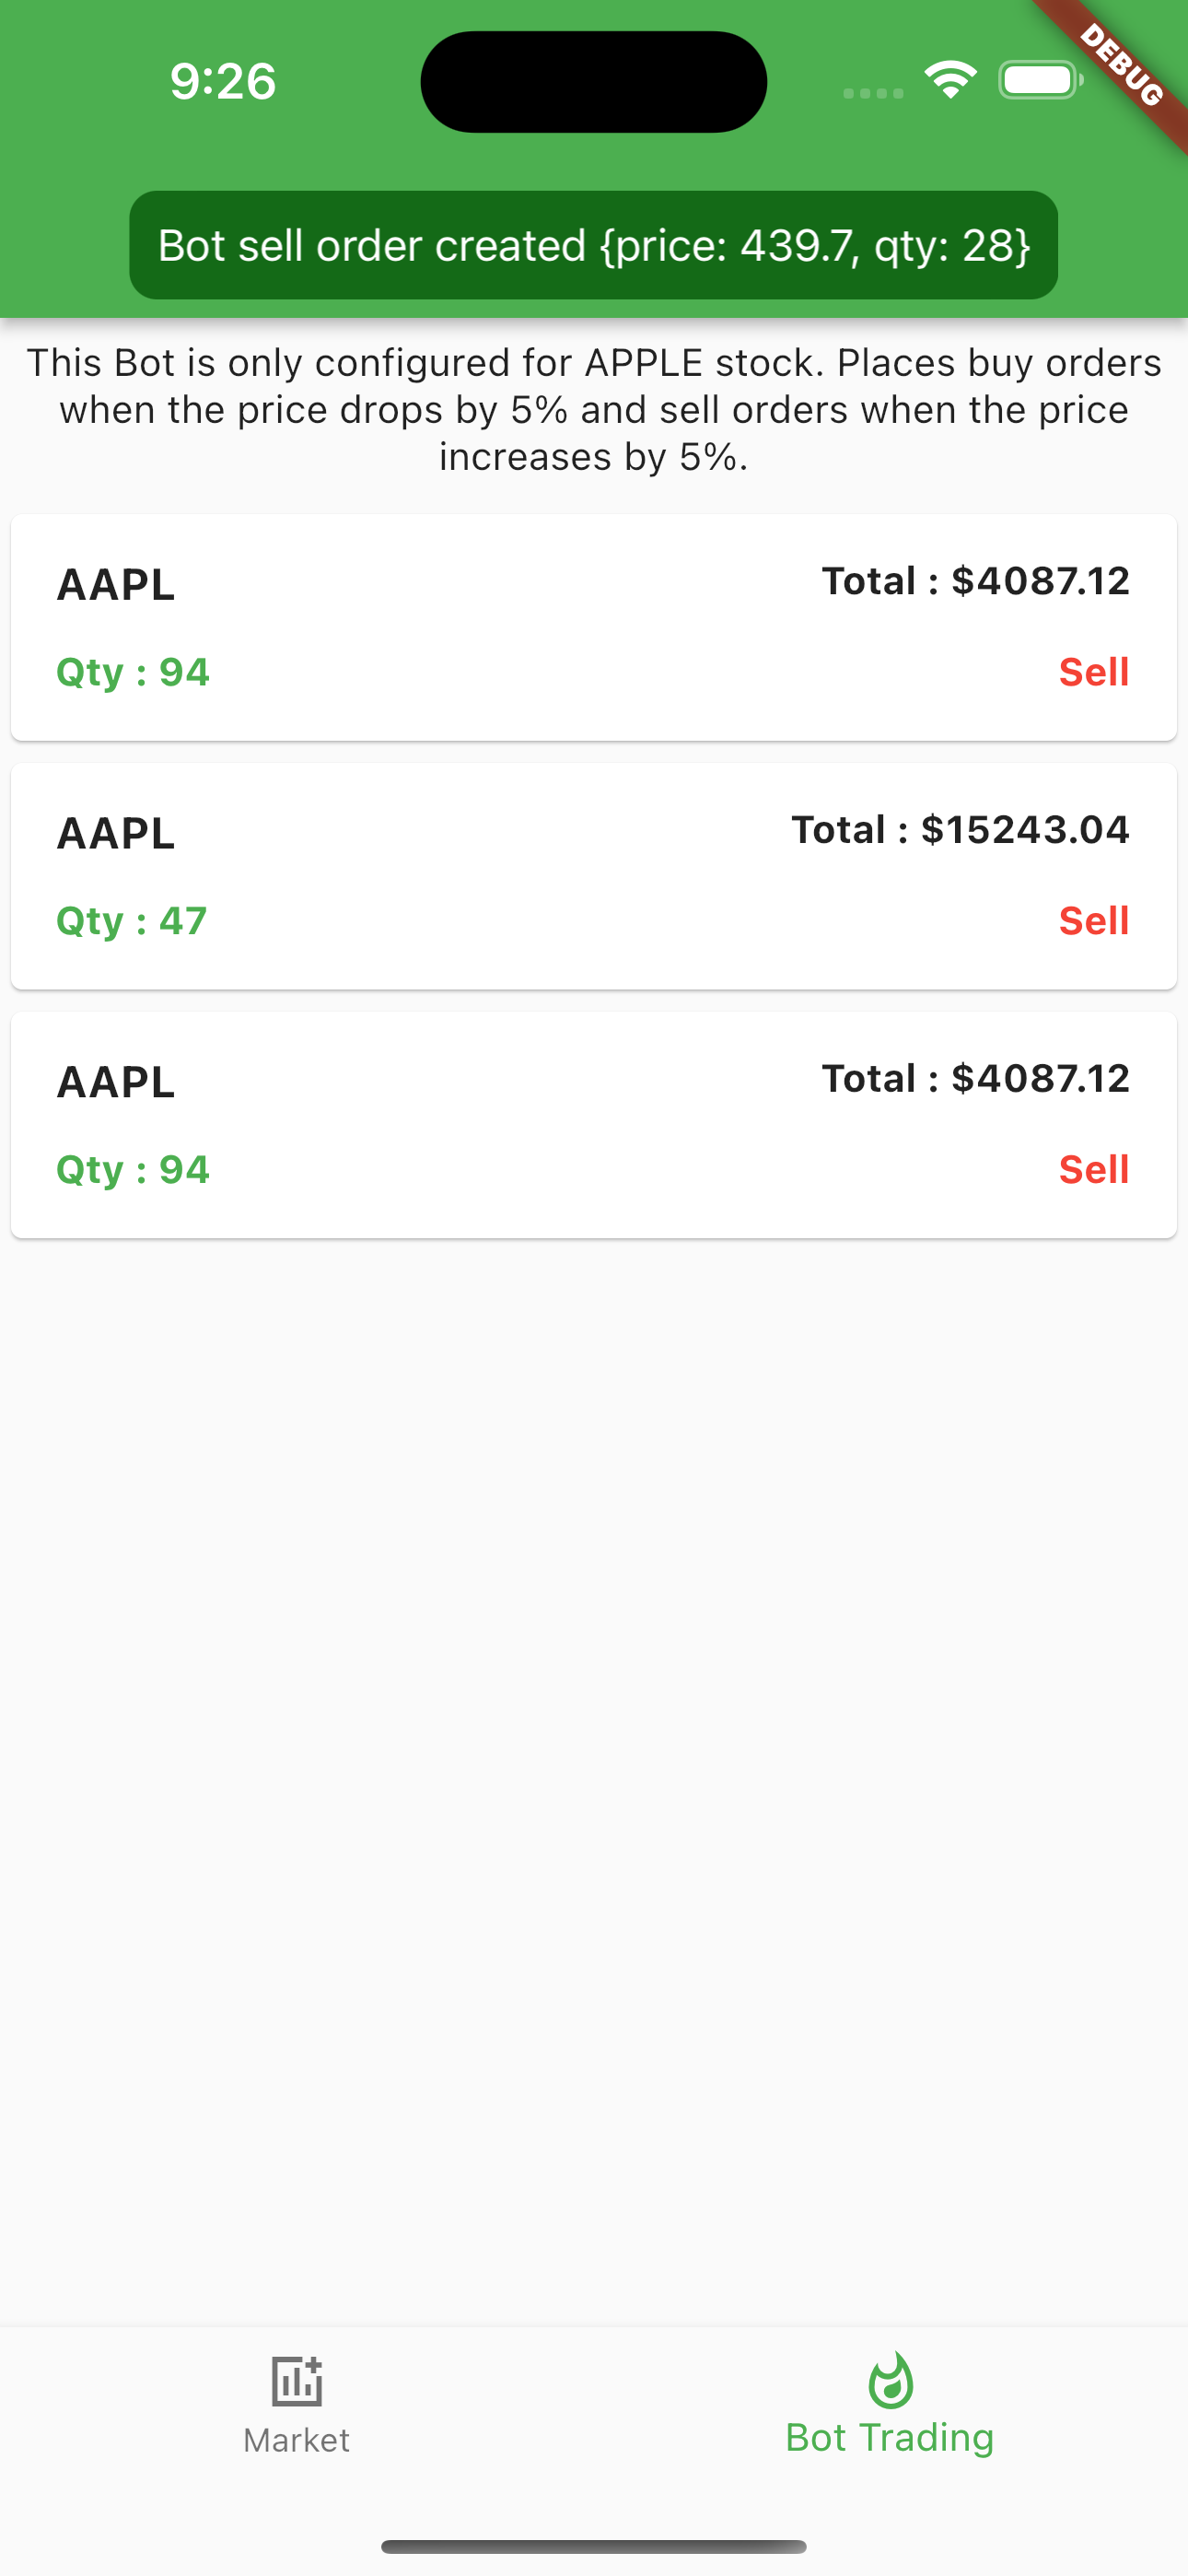 9:26
DEBUG
Bot sell order created {price: 439.7, qty: 28}
This Bot is only configured for APPLE stock. Places buy orders
when the price drops by 5% and sell orders when the price
increases by 5%.
AAPL
Total : $4087.12
Qty : 94
Sell
AAPL
Total : $15243.04
Qty : 47
Sell
AAPL
Total : $4087.12
Qty : 94
Sell
Market
Bot Trading